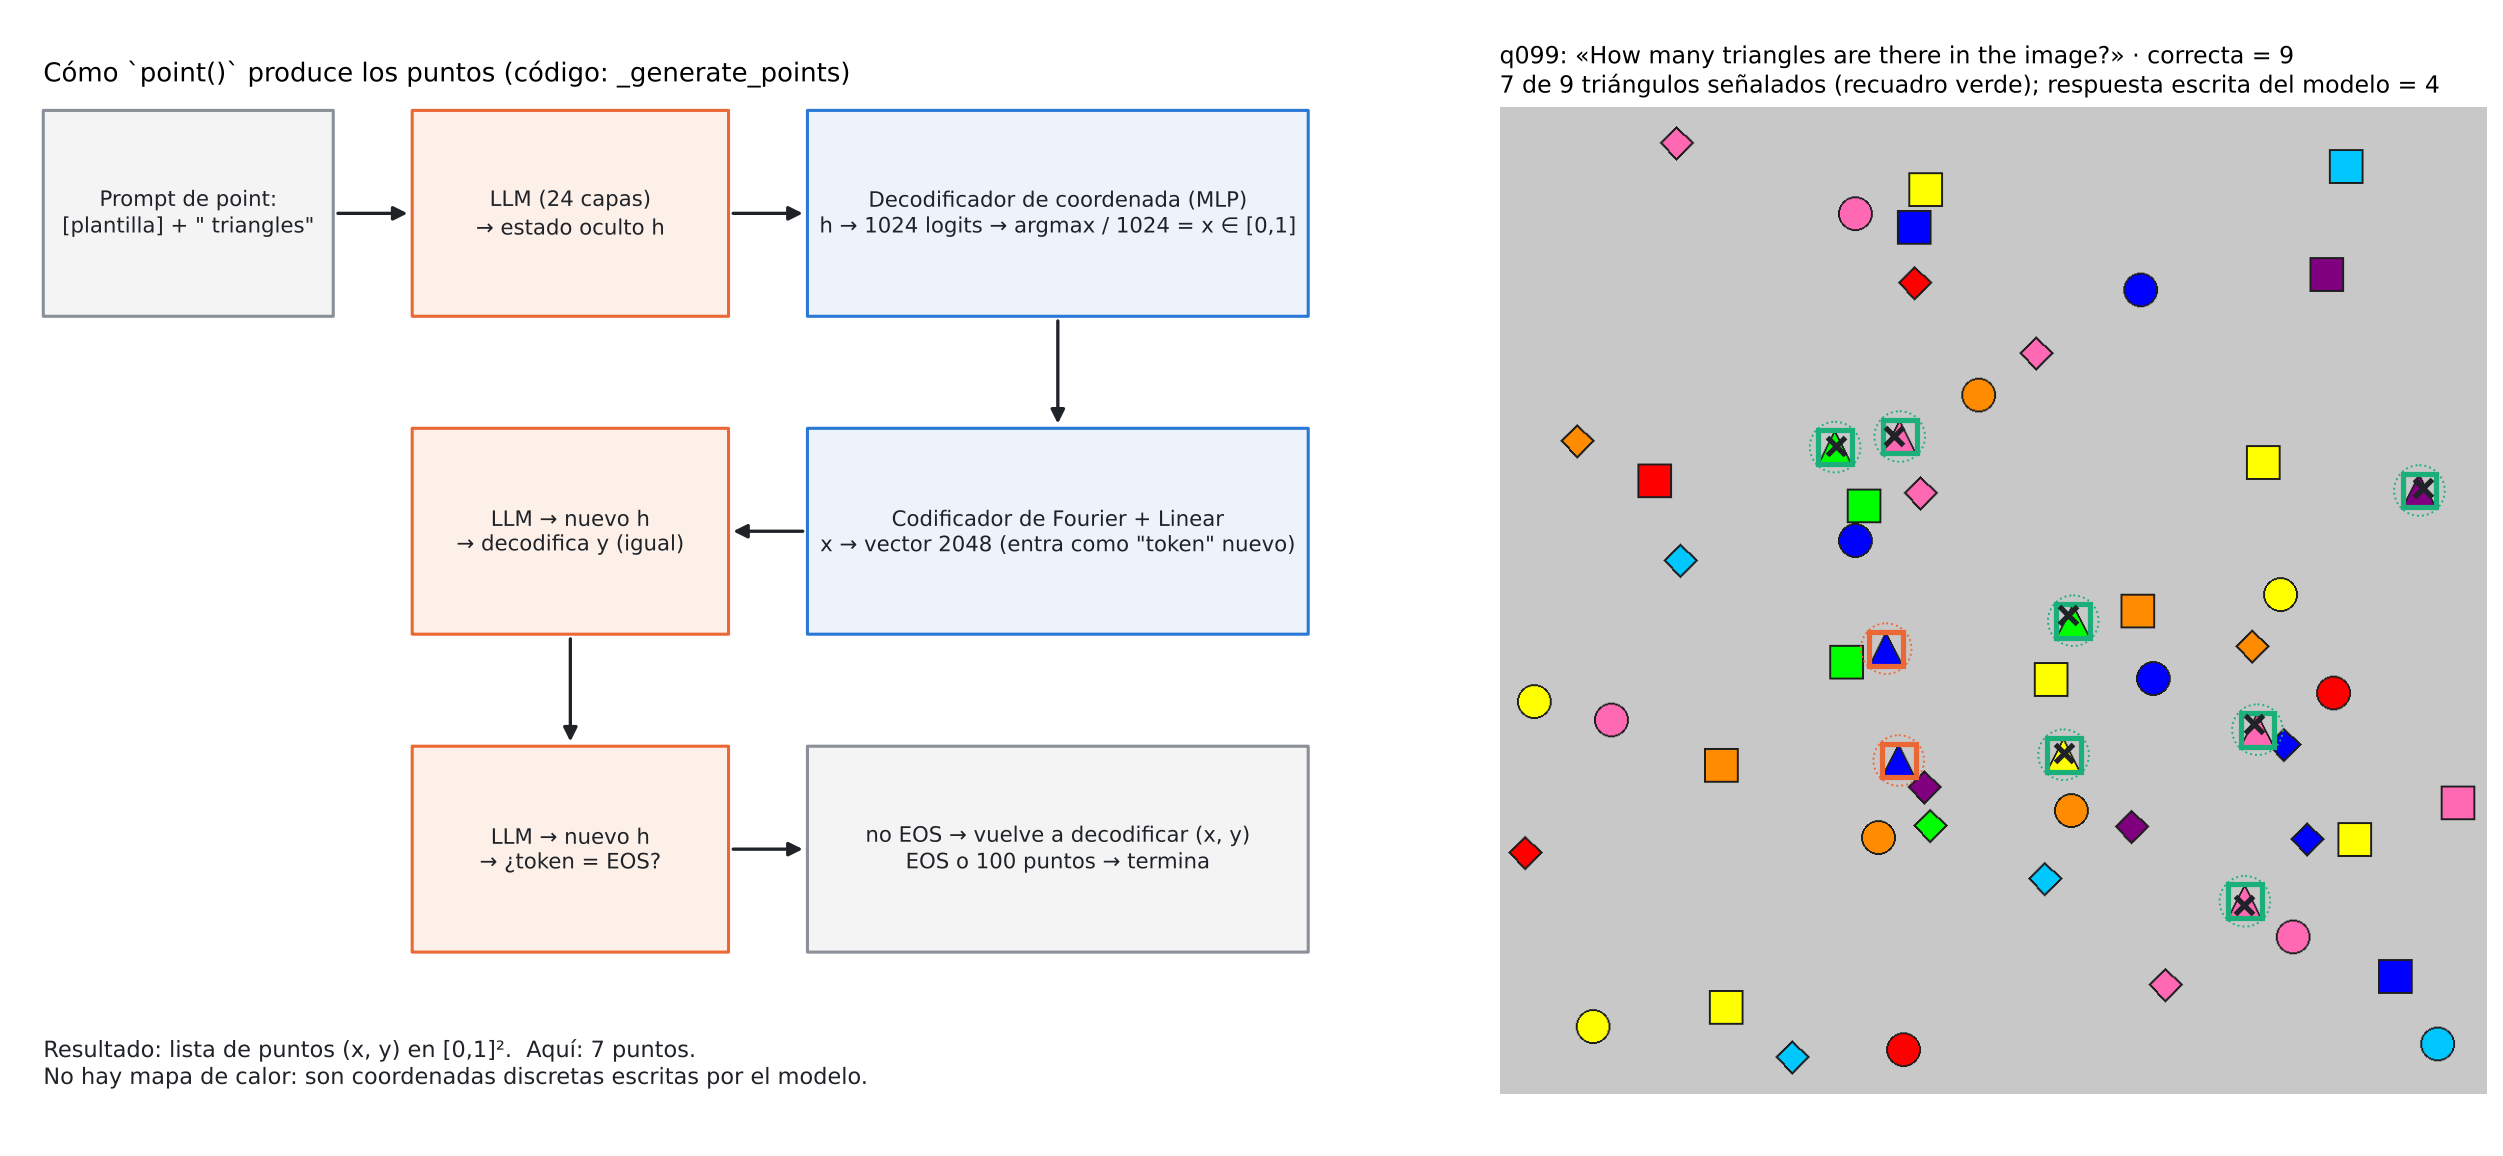 Cómo `point()` produce los puntos (código: _generate_points)
Prompt de point:
[plantilla] + " triangles"
LLM (24 capas)
→ estado oculto h
Decodificador de coordenada (MLP)
h → 1024 logits → argmax / 1024 = x ∈ [0,1]
LLM → nuevo h
→ decodifica y (igual)
Codificador de Fourier + Linear
x → vector 2048 (entra como "token" nuevo)
LLM → nuevo h
→ ¿token = EOS?
no EOS → vuelve a decodificar (x, y)
EOS o 100 puntos → termina
Resultado: lista de puntos (x, y) en [0,1]².  Aquí: 7 puntos.
No hay mapa de calor: son coordenadas discretas escritas por el modelo.
q099: «How many triangles are there in the image?» · correcta = 9
7 de 9 triángulos señalados (recuadro verde); respuesta escrita del modelo = 4